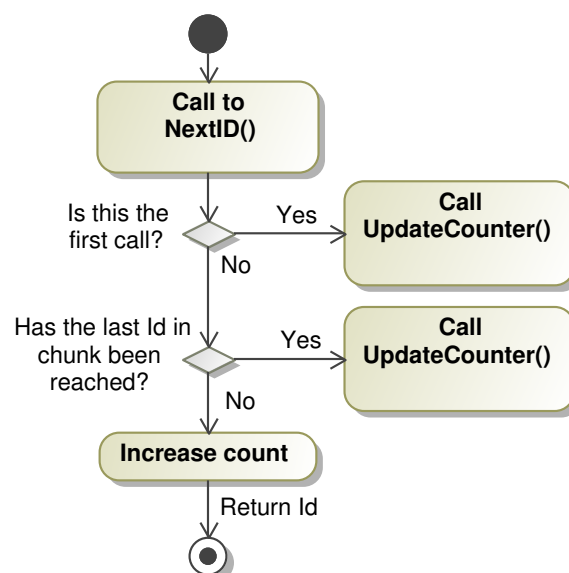 Call to
NextID()
Is this the
first call?
Yes
Call
UpdateCounter()
No
Has the last Id in
chunk been
reached?
Yes
Call
UpdateCounter()
No
Increase count
Return Id